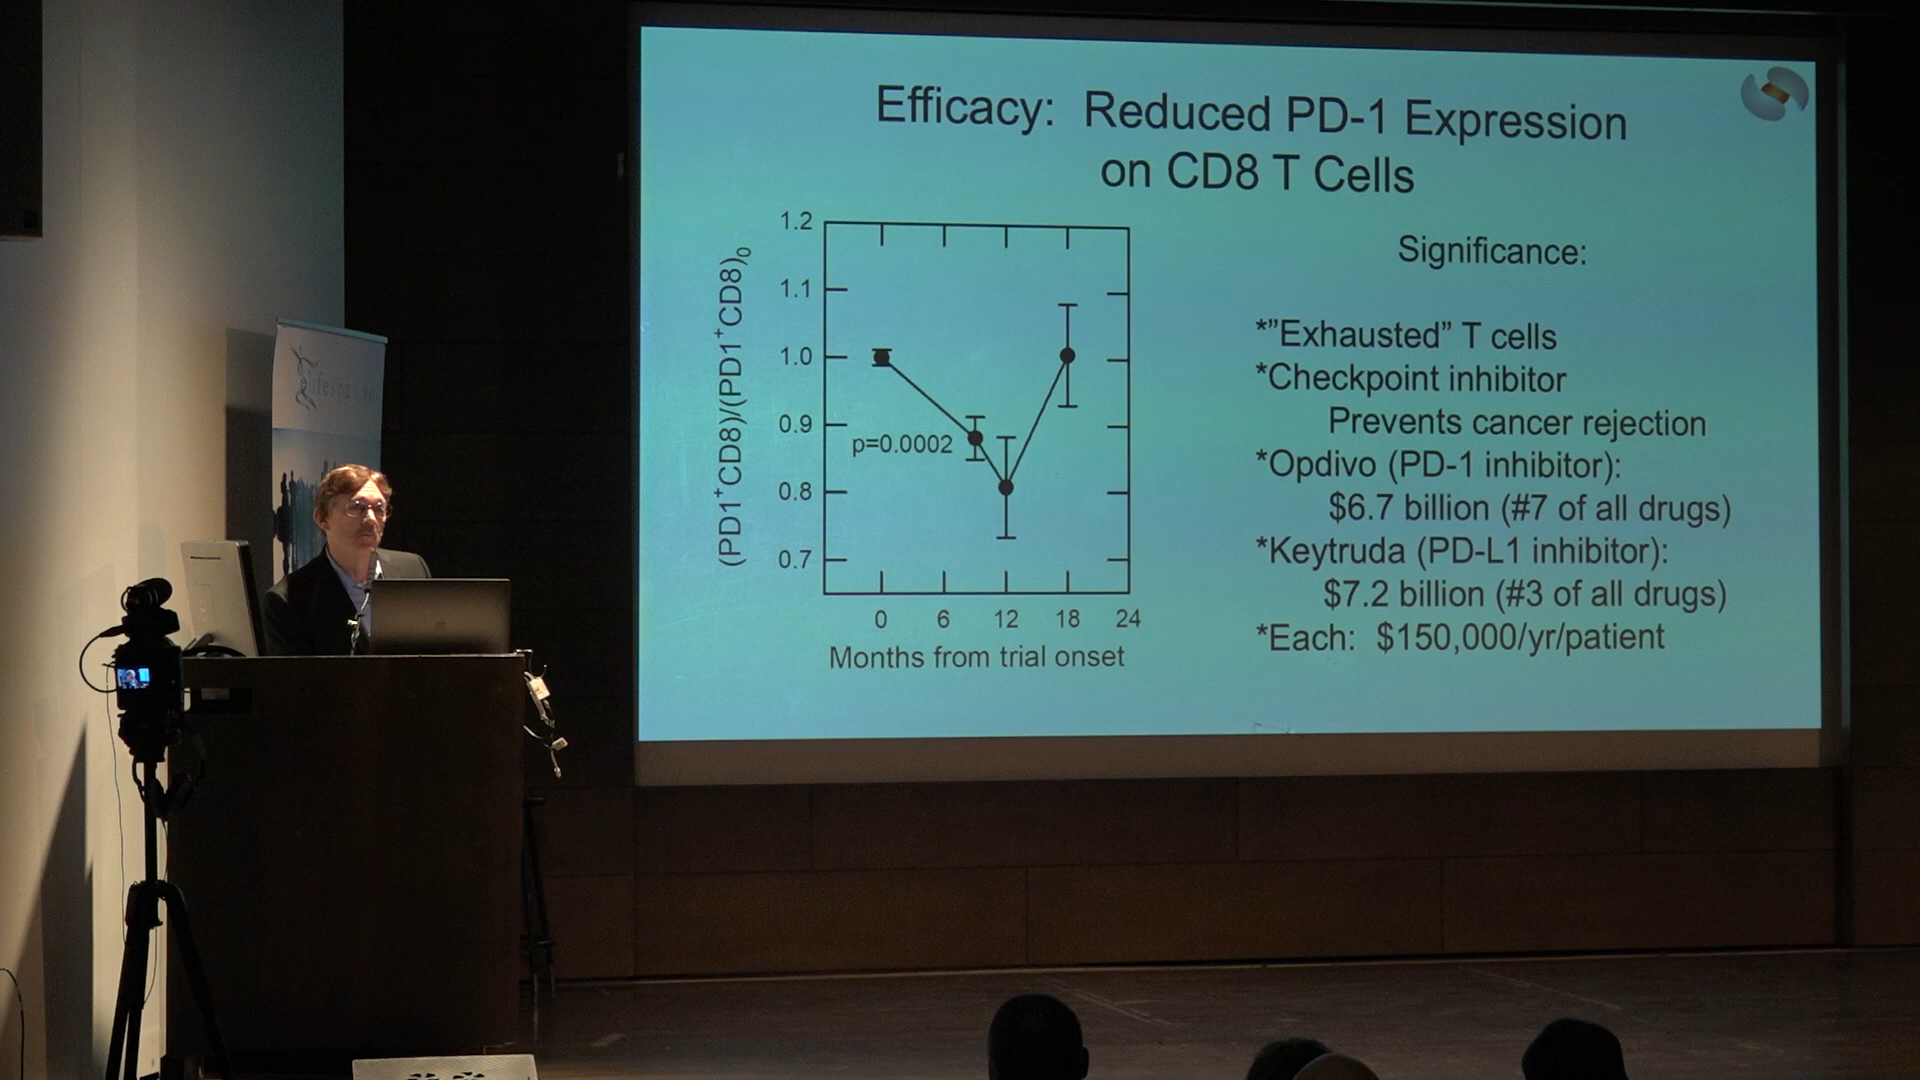 Efficacy: Reduced PD-1 Expression
on CD8 T Cells
1.2
1.1
1.0
0.9
0.8
0.7
(PD1+CD8)/(PD1+CD8)0
p=0.0002
0 6 12 18 24
Months from trial onset
Significance:
*”Exhausted” T cells
*Checkpoint inhibitor
Prevents cancer rejection
*Opdivo (PD-1 inhibitor):
$6.7 billion (#7 of all drugs)
*Keytruda (PD-L1 inhibitor):
$7.2 billion (#3 of all drugs)
*Each: $150,000/yr/patient